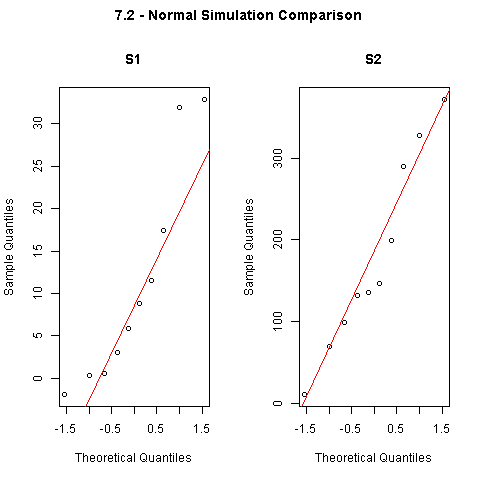 7.2 - Normal Simulation Comparison
S1
S2
Sample Quantiles
0 5 10 15 20 25 30
-1.5 -0.5 0.5 1.5
Theoretical Quantiles
Sample Quantiles
0 100 200 300
-1.5 -0.5 0.5 1.5
Theoretical Quantiles